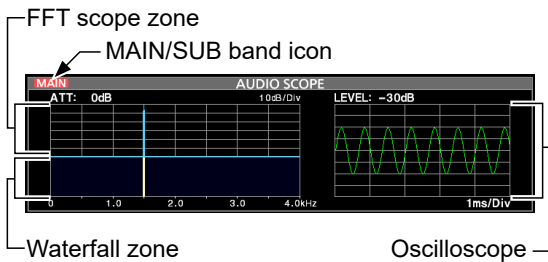 FFT scope zone
MAIN/SUB band icon
MAIN AUDIO SCOPE
ATT: 0dB 10dB/Div LEVEL: −30dB
0 1.0 2.0 3.0 4.0kHz 1ms/Div
Waterfall zone Oscilloscope